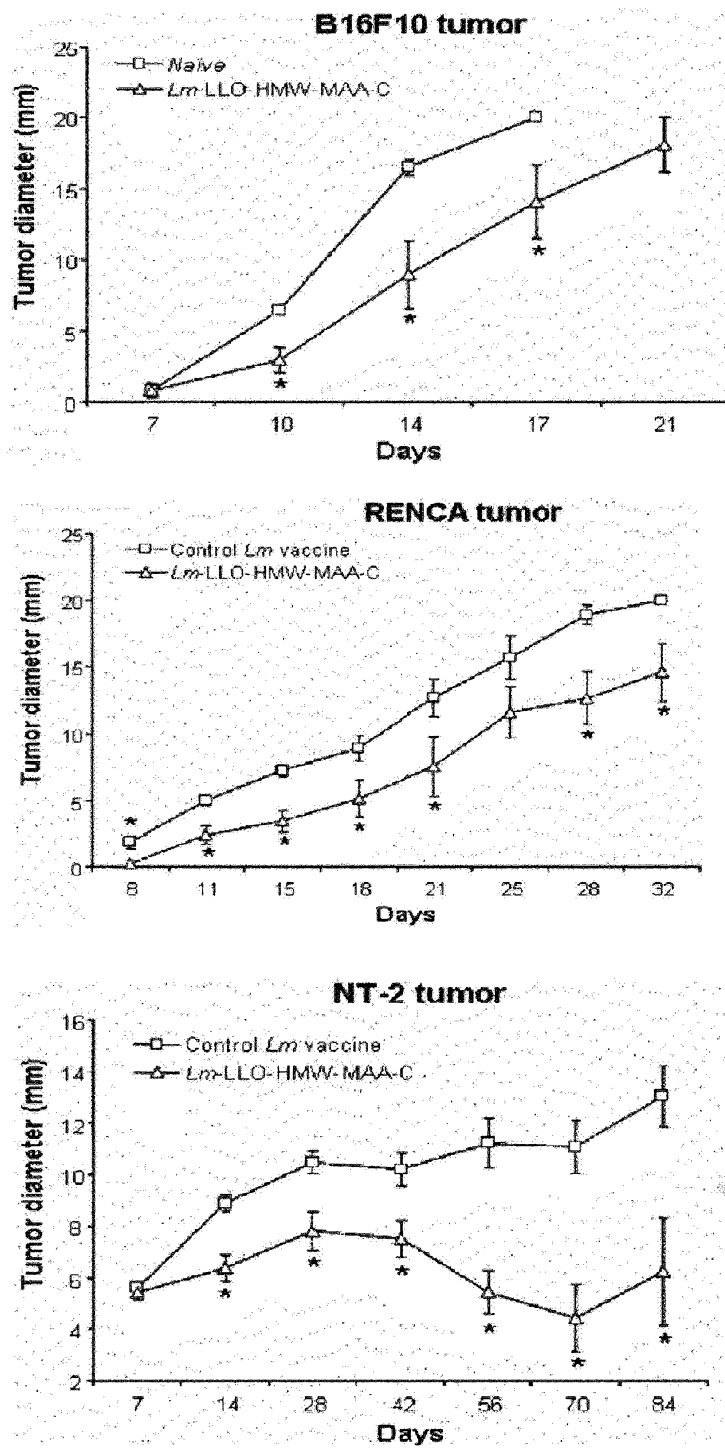 B16F10 tumor
Naive
Lm-LLO-HMW-MAA-C
Tumor diameter (mm)
25
20
15
10
5
0
*
*
*
7 10 14 17 21
Days
RENCA tumor
Control Lm vaccine
Lm-LLO-HMW-MAA-C
Tumor diameter (mm)
25
20
15
10
5
0
*
*
*
*
*
*
*
8 11 15 18 21 25 28 32
Days
NT-2 tumor
Control Lm vaccine
Lm-LLO-HMW-MAA-C
Tumor diameter (mm)
16
14
12
10
8
6
4
2
*
*
*
*
*
*
7 14 28 42 56 70 84
Days